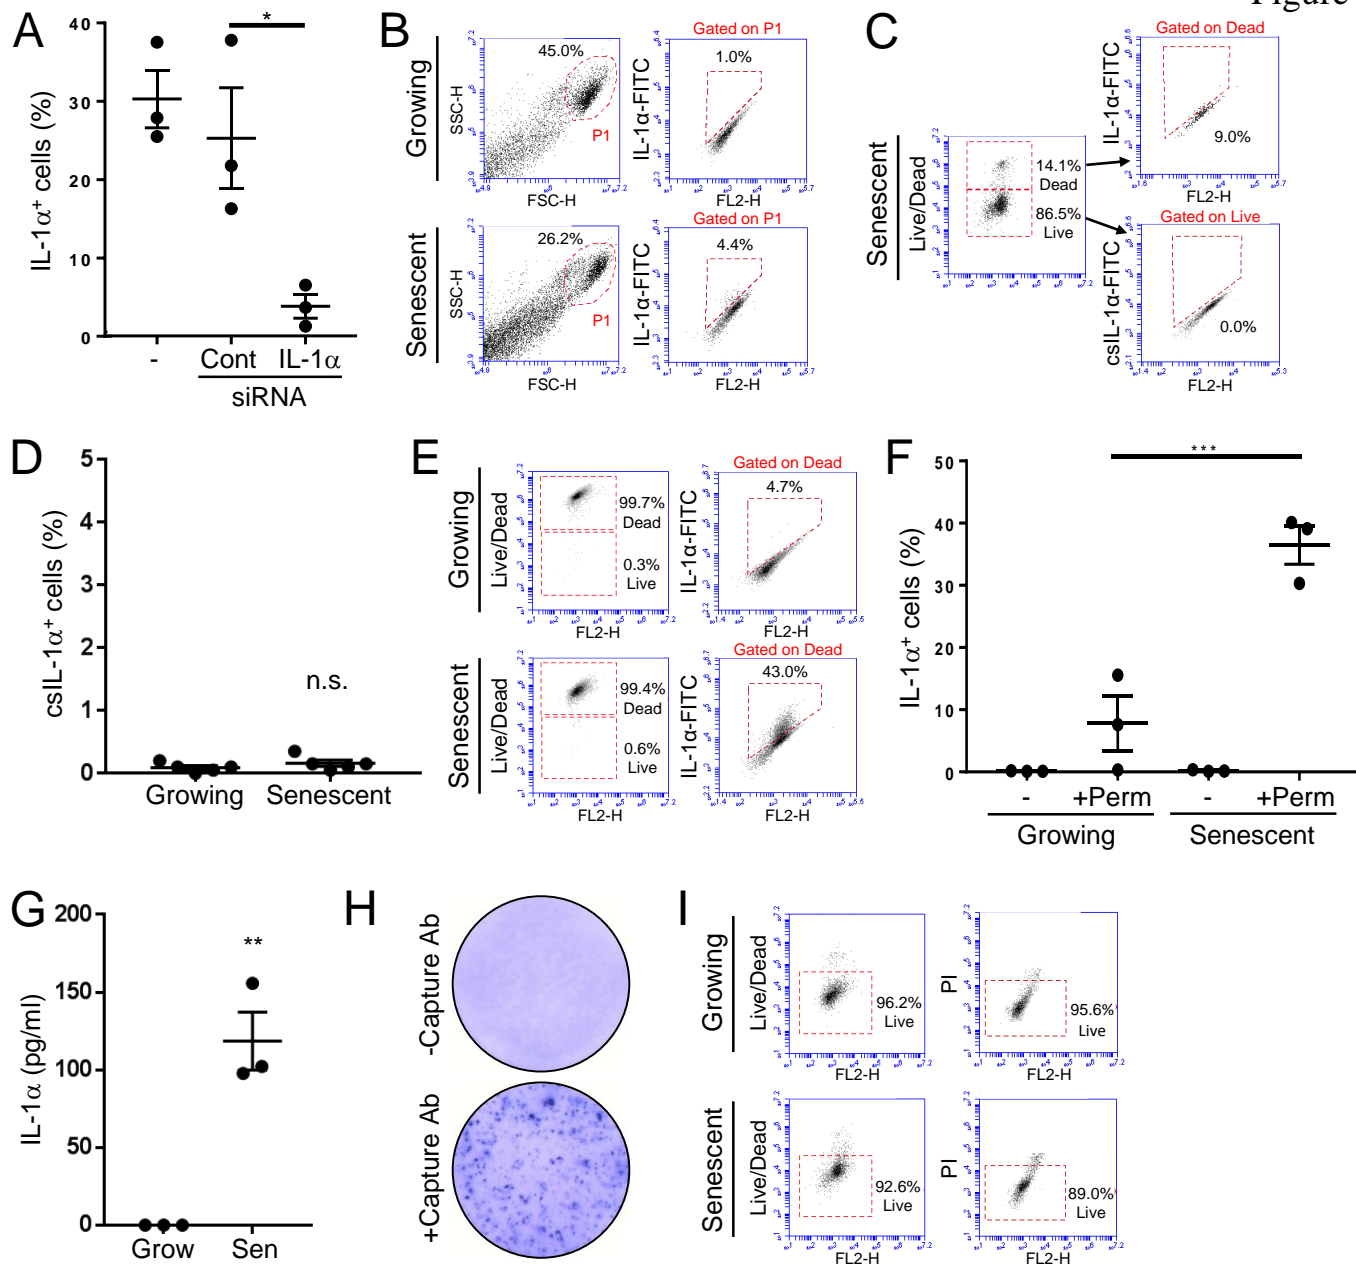 Figure
A
IL-1α⁺ cells (%)
40
30
20
10
0
*
-
Cont
IL-1α
siRNA
B
Growing
SSC-H
45.0%
P1
FSC-H
Gated on P1
IL-1α-FITC
1.0%
FL2-H
Senescent
SSC-H
26.2%
P1
FSC-H
Gated on P1
IL-1α-FITC
4.4%
FL2-H
C
Senescent
Live/Dead
14.1%
Dead
86.5%
Live
FL2-H
Gated on Dead
IL-1α-FITC
9.0%
FL2-H
Gated on Live
csIL-1α-FITC
0.0%
FL2-H
D
csIL-1α⁺ cells (%)
5
4
3
2
1
0
n.s.
Growing
Senescent
E
Growing
Live/Dead
99.7%
Dead
0.3%
Live
FL2-H
Gated on Dead
IL-1α-FITC
4.7%
FL2-H
Senescent
Live/Dead
99.4%
Dead
0.6%
Live
FL2-H
Gated on Dead
IL-1α-FITC
43.0%
FL2-H
F
IL-1α⁺ cells (%)
50
40
30
20
10
0
***
-
+Perm
-
+Perm
Growing
Senescent
G
IL-1α (pg/ml)
200
150
100
50
0
**
Grow
Sen
H
-Capture Ab
+Capture Ab
I
Growing
Live/Dead
96.2%
Live
FL2-H
PI
95.6%
Live
FL2-H
Senescent
Live/Dead
92.6%
Live
FL2-H
PI
89.0%
Live
FL2-H